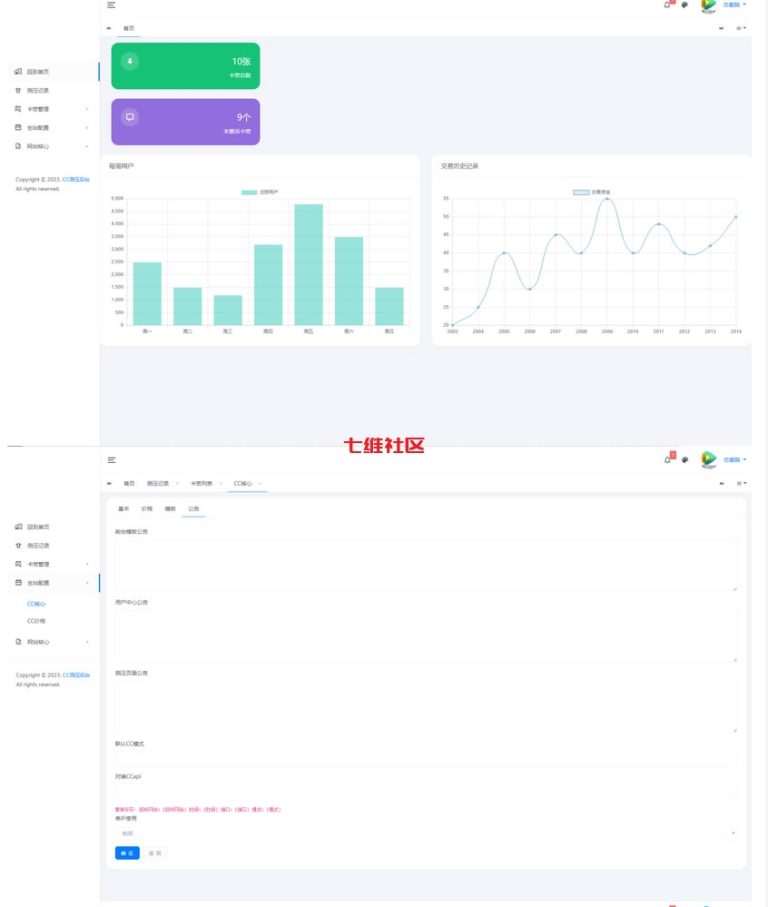 首页
回到首页
测压记录
卡密管理
全站配置
网站核心
Copyright © 2023. CC测压后台
All rights reserved.
10张
卡密总数
9个
未激活卡密
每周用户
注册用户
5,000
4,500
4,000
3,500
3,000
2,500
2,000
1,500
1,000
500
0
周一
周二
周三
周四
周五
周六
周日
交易历史记录
交易资金
55
50
45
40
35
30
25
20
2003
2004
2005
2006
2007
2008
2009
2010
2011
2012
2013
2014
七维社区
首页
测压记录
卡密列表
CC核心
回到首页
测压记录
卡密管理
全站配置
CC核心
CC价格
网站核心
Copyright © 2023. CC测压后台
All rights reserved.
基本
价格
模板
公告
前台模板公告
用户中心公告
测压页面公告
默认CC模式
对接CCapi
单IP使用
关闭
确 定
返 回